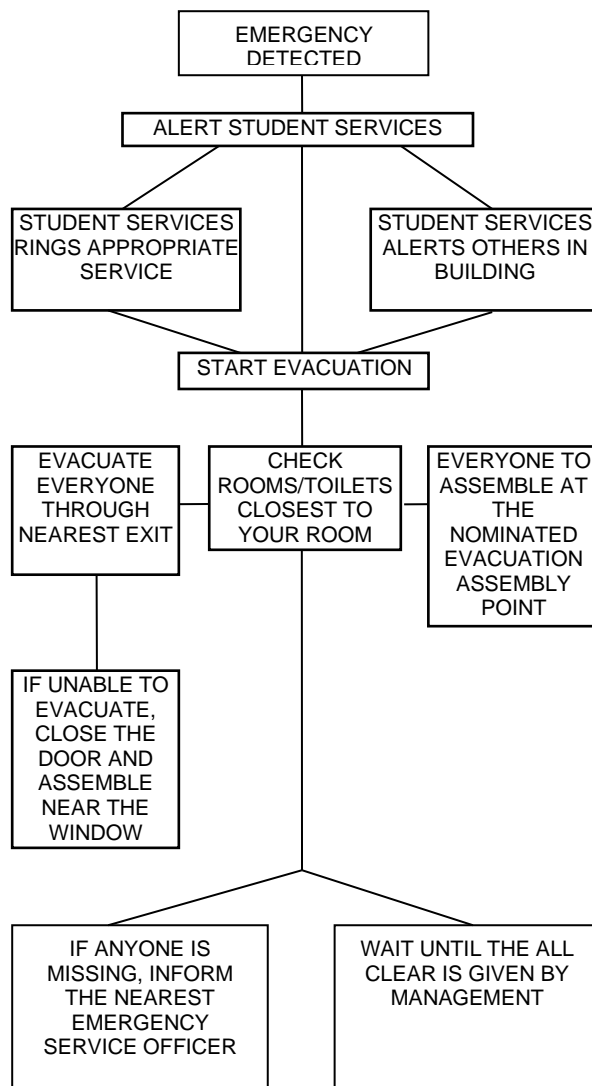 EMERGENCY
DETECTED
ALERT STUDENT SERVICES
STUDENT SERVICES
RINGS APPROPRIATE
SERVICE
STUDENT SERVICES
ALERTS OTHERS IN
BUILDING
START EVACUATION
EVACUATE
EVERYONE
THROUGH
NEAREST EXIT
CHECK
ROOMS/TOILETS
CLOSEST TO
YOUR ROOM
EVERYONE TO
ASSEMBLE AT
THE
NOMINATED
EVACUATION
ASSEMBLY
POINT
IF UNABLE TO
EVACUATE,
CLOSE THE
DOOR AND
ASSEMBLE
NEAR THE
WINDOW
IF ANYONE IS
MISSING, INFORM
THE NEAREST
EMERGENCY
SERVICE OFFICER
WAIT UNTIL THE ALL
CLEAR IS GIVEN BY
MANAGEMENT